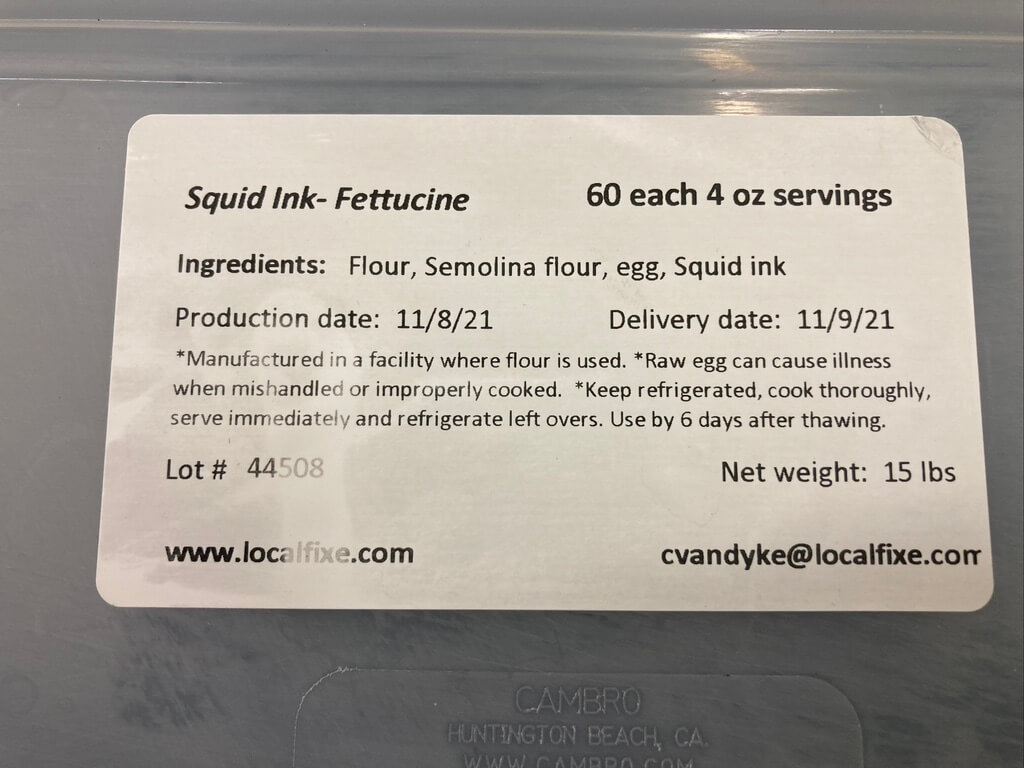 Squid Ink- Fettucine 60 each 4 oz servings
Ingredients: Flour, Semolina flour, egg, Squid ink
Production date: 11/8/21 Delivery date: 11/9/21
*Manufactured in a facility where flour is used. *Raw egg can cause illness
when mishandled or improperly cooked. *Keep refrigerated, cook thoroughly,
serve immediately and refrigerate left overs. Use by 6 days after thawing.
Lot # 44508 Net weight: 15 lbs
www.localfixe.com cvandyke@localfixe.com
CAMBRO
HUNTINGTON BEACH, CA.
WWW.CAMBRO.COM